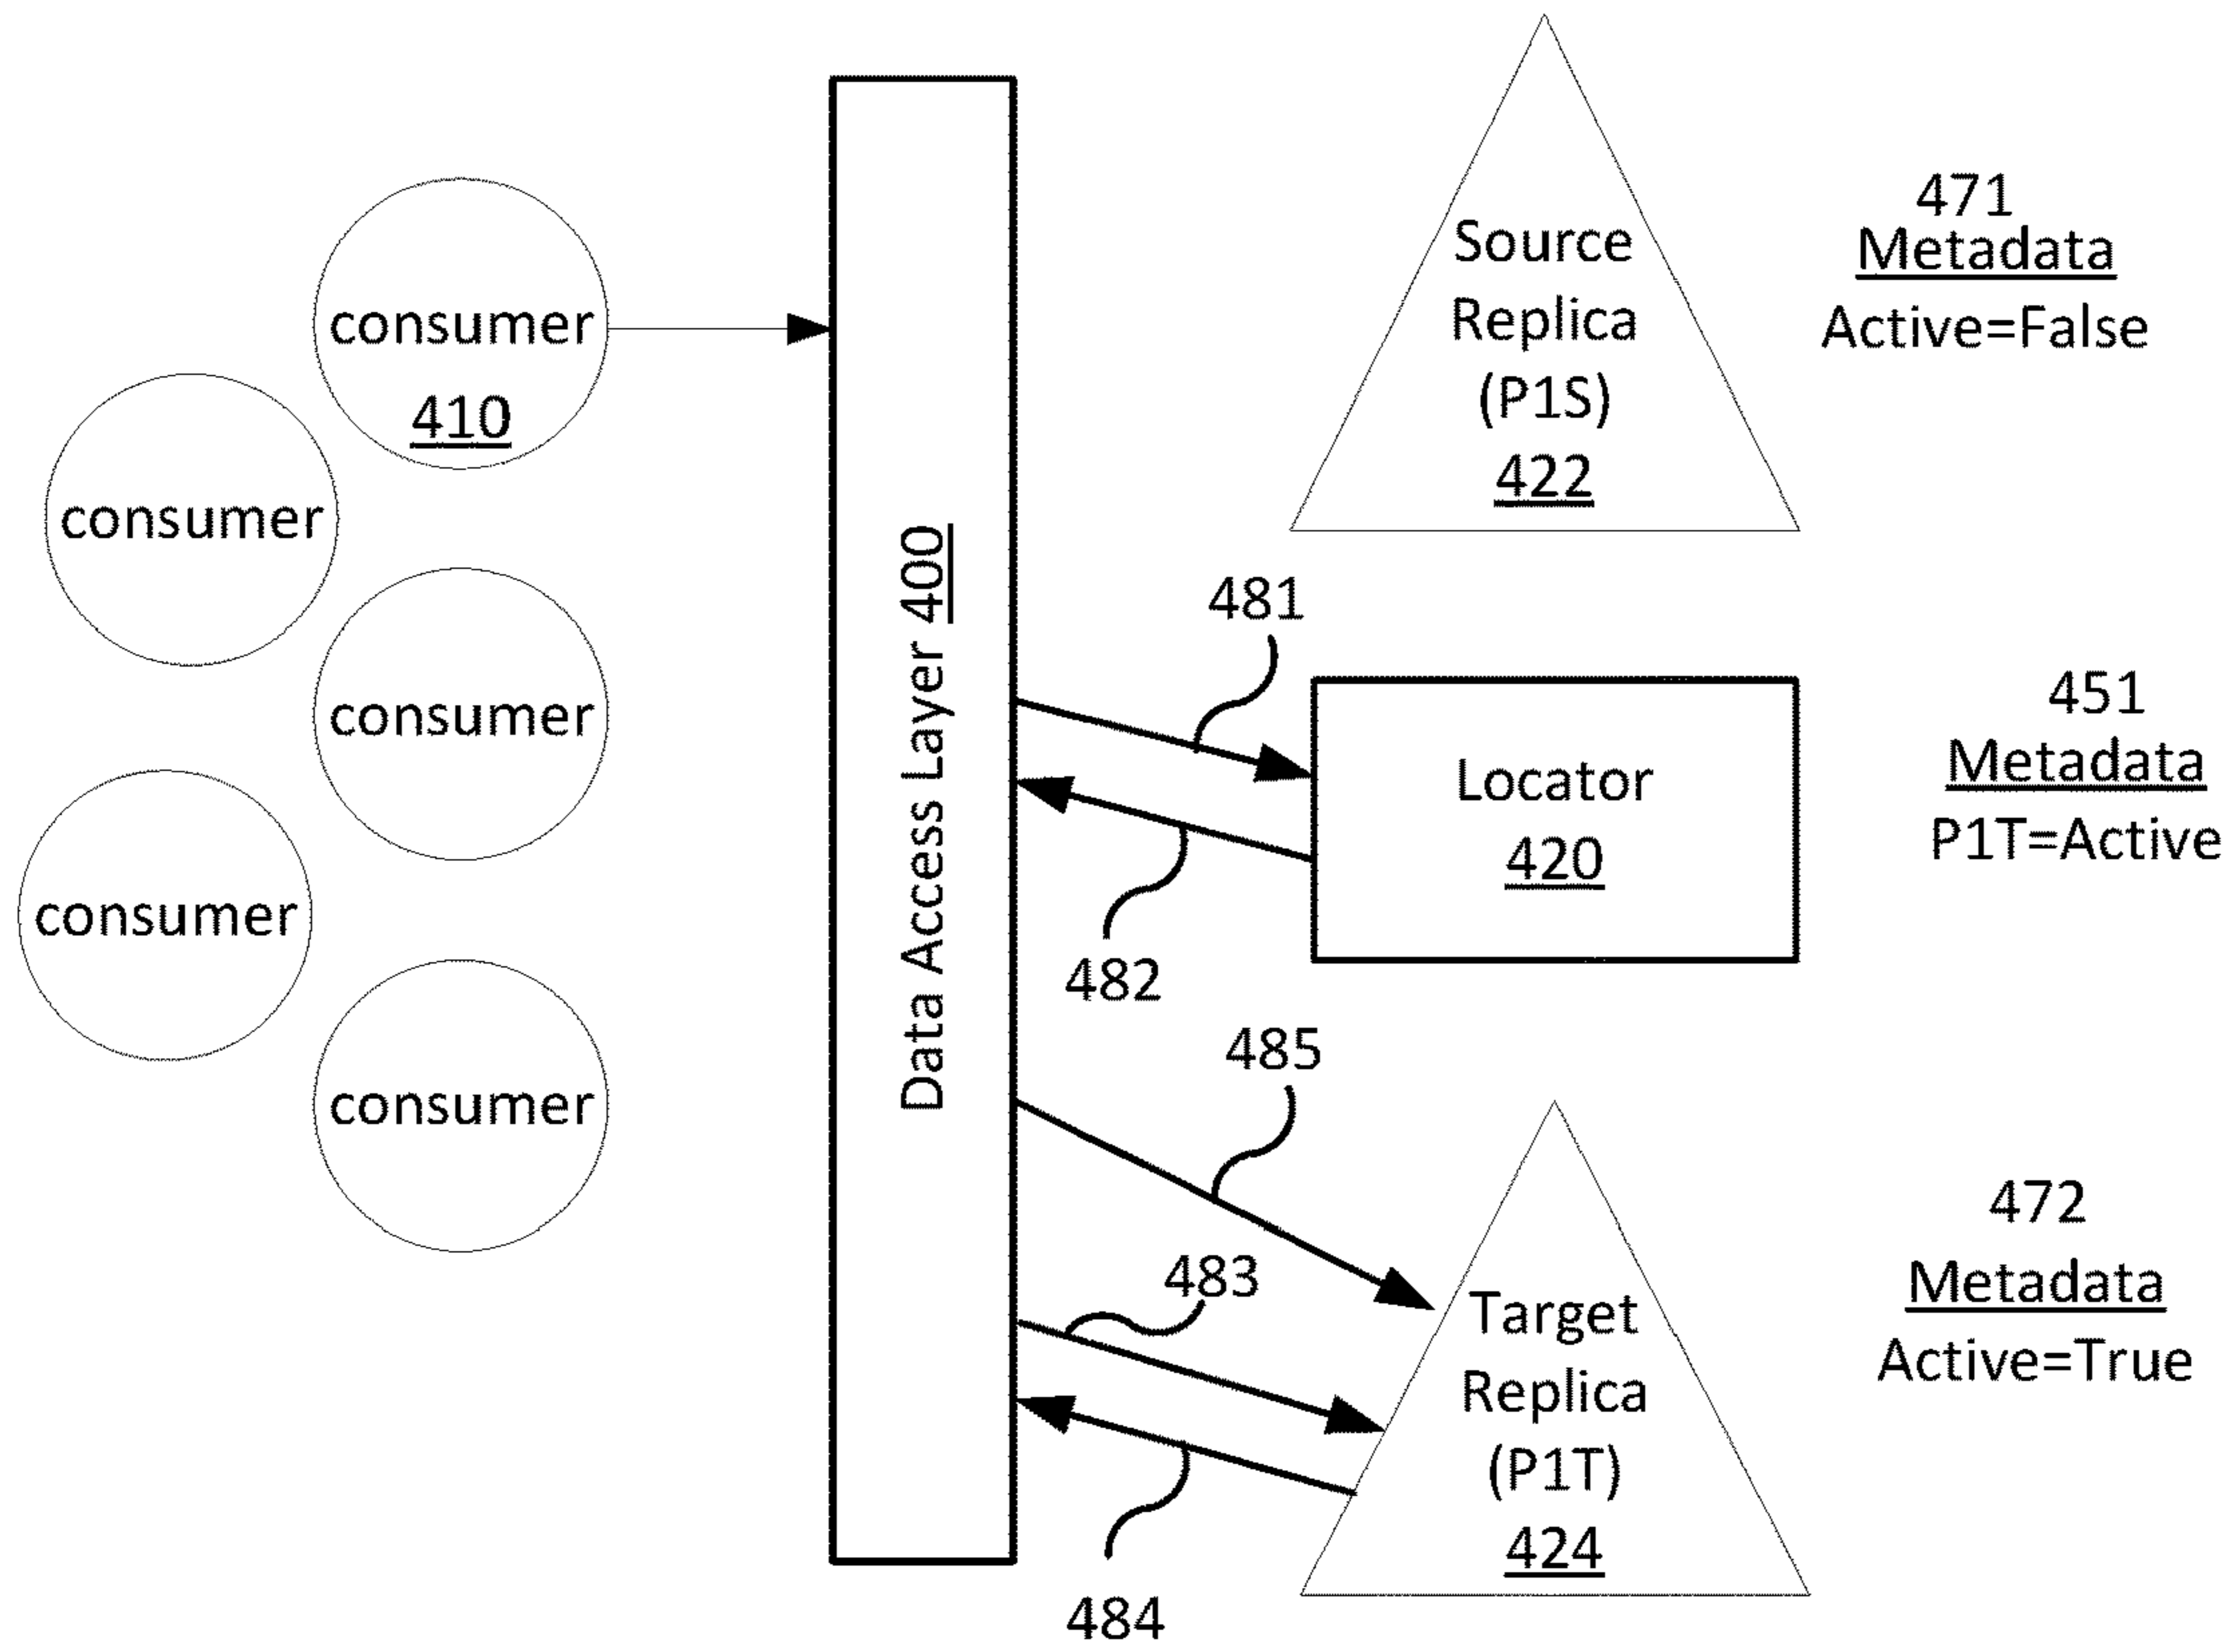 consumer
410
consumer
consumer
consumer
consumer
Data Access Layer 400
Source
Replica
(P1S)
422
471
Metadata
Active=False
481
482
Locator
420
451
Metadata
P1T=Active
485
483
484
Target
Replica
(P1T)
424
472
Metadata
Active=True